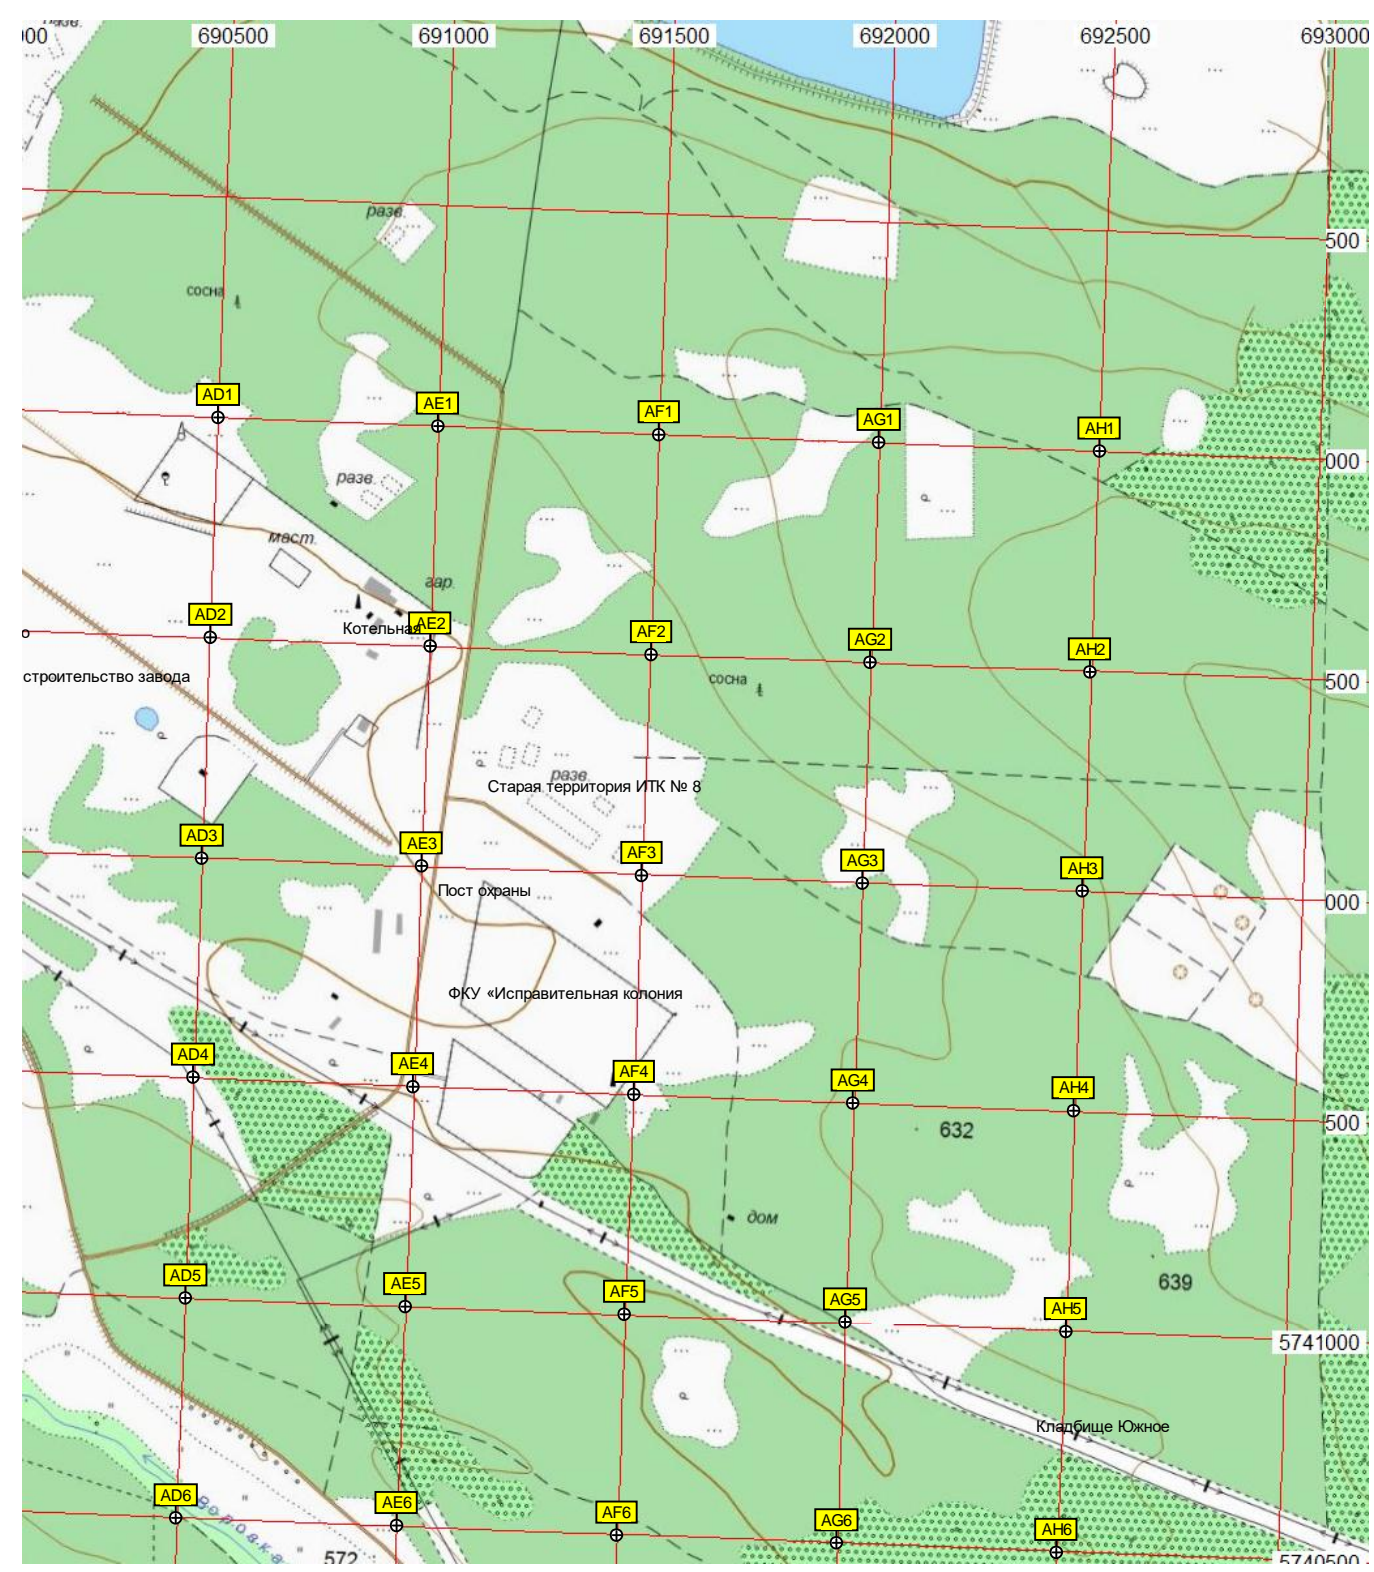 разв.
000 690500 691000 691500 692000 692500 693000
разв.
500
сосна
AD1 AE1 AF1 AG1 AH1
000
разв.
маст.
гар.
AD2 AE2 AF2 AG2 AH2
Котельная
о
строительство завода
сосна
500
разв.
Старая территория ИТК № 8
AD3 AE3 AF3 AG3 AH3
Пост охраны
000
ФКУ «Исправительная колония
AD4 AE4 AF4 AG4 AH4
632
500
дом
639
AD5 AE5 AF5 AG5 AH5
5741000
Кладбище Южное
AD6 AE6 AF6 AG6 AH6
572
5740500